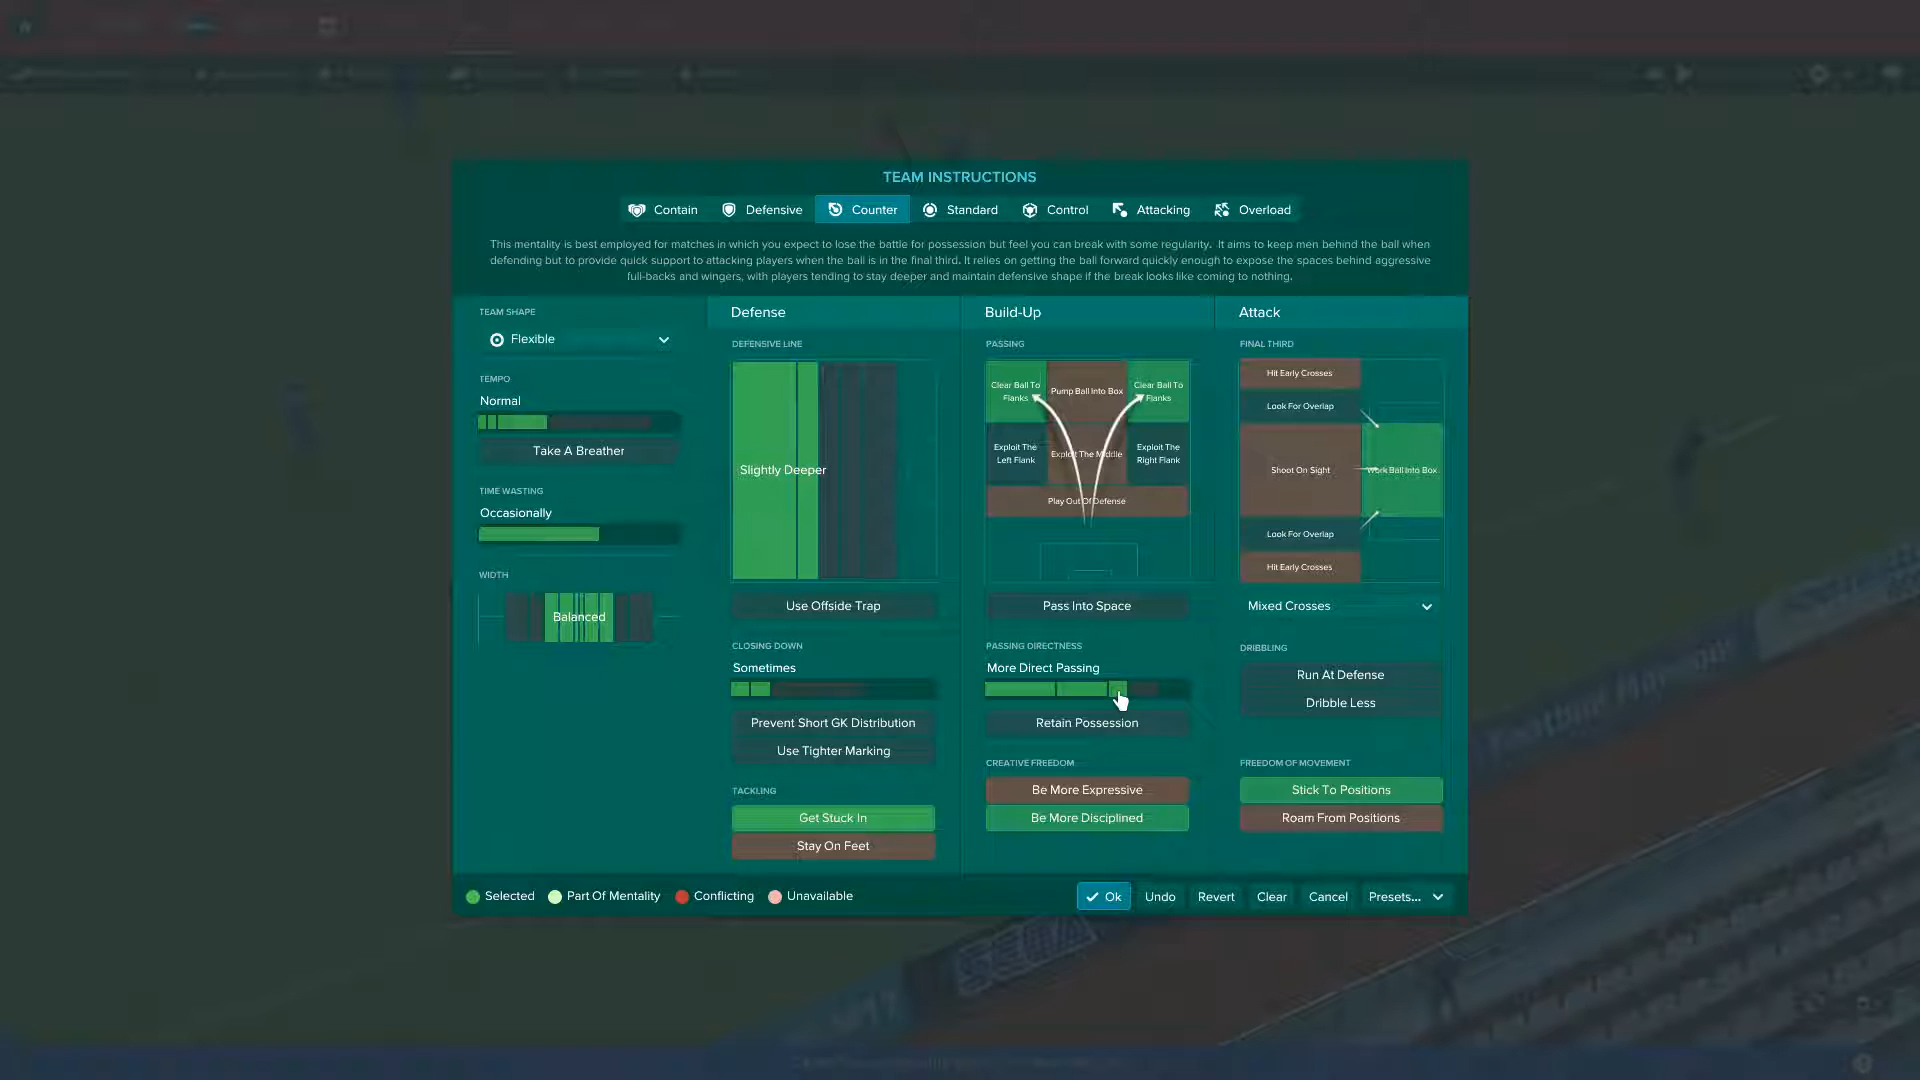 TEAM INSTRUCTIONS
Contain Defensive Counter Standard Control Attacking Overload
This mentality is best employed for matches in which you expect to lose the battle for possession but feel you can break with some regularity. It aims to keep men behind the ball when
defending but to provide quick support to attacking players when the ball is in the final third. It relies on getting the ball forward quickly enough to expose the spaces behind aggressive
full-backs and wingers, with players tending to stay deeper and maintain defensive shape if the break looks like coming to nothing.
TEAM SHAPE
Flexible
TEMPO
Normal
Take A Breather
TIME WASTING
Occasionally
WIDTH
Balanced
Defense
DEFENSIVE LINE
Slightly Deeper
Use Offside Trap
CLOSING DOWN
Sometimes
Prevent Short GK Distribution
Use Tighter Marking
TACKLING
Get Stuck In
Stay On Feet
Build-Up
PASSING
Clear Ball To
Flanks
Pump Ball Into Box
Clear Ball To
Flanks
Exploit The
Left Flank
Exploit The Middle
Exploit The
Right Flank
Play Out Of Defense
Pass Into Space
PASSING DIRECTNESS
More Direct Passing
Retain Possession
CREATIVE FREEDOM
Be More Expressive
Be More Disciplined
Attack
FINAL THIRD
Hit Early Crosses
Look For Overlap
Shoot On Sight
Work Ball Into Box
Look For Overlap
Hit Early Crosses
Mixed Crosses
DRIBBLING
Run At Defense
Dribble Less
FREEDOM OF MOVEMENT
Stick To Positions
Roam From Positions
Selected Part Of Mentality Conflicting Unavailable
Ok Undo Revert Clear Cancel Presets...
SEGA